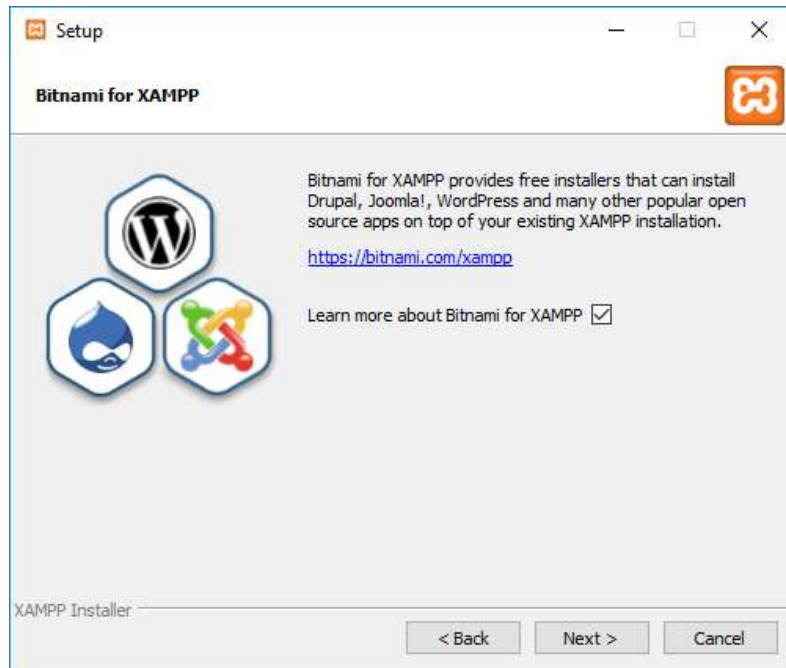 Setup
Bitnami for XAMPP
Bitnami for XAMPP provides free installers that can install
Drupal, Joomla!, WordPress and many other popular open
source apps on top of your existing XAMPP installation.
https://bitnami.com/xampp
Learn more about Bitnami for XAMPP
XAMPP Installer
< Back
Next >
Cancel